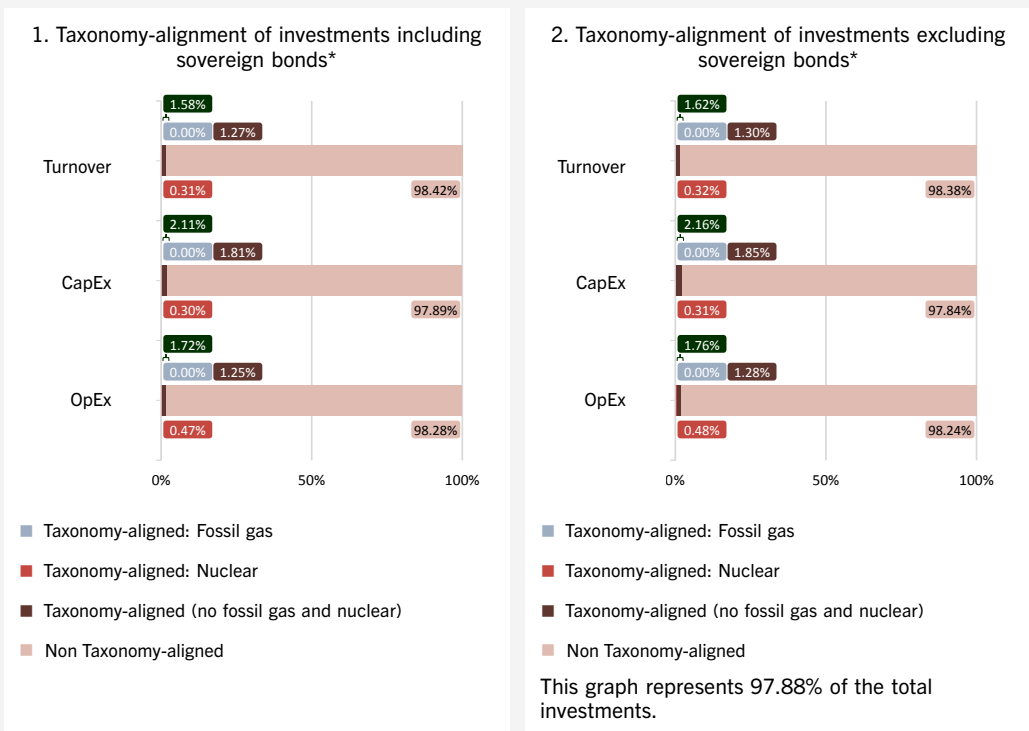 1. Taxonomy-alignment of investments including
sovereign bonds*
1.58%
0.00% 1.27%
Turnover
0.31% 98.42%
2.11%
0.00% 1.81%
CapEx
0.30% 97.89%
1.72%
0.00% 1.25%
OpEx
0.47% 98.28%
0% 50% 100%
Taxonomy-aligned: Fossil gas
Taxonomy-aligned: Nuclear
Taxonomy-aligned (no fossil gas and nuclear)
Non Taxonomy-aligned
2. Taxonomy-alignment of investments excluding
sovereign bonds*
1.62%
0.00% 1.30%
Turnover
0.32% 98.38%
2.16%
0.00% 1.85%
CapEx
0.31% 97.84%
1.76%
0.00% 1.28%
OpEx
0.48% 98.24%
0% 50% 100%
Taxonomy-aligned: Fossil gas
Taxonomy-aligned: Nuclear
Taxonomy-aligned (no fossil gas and nuclear)
Non Taxonomy-aligned
This graph represents 97.88% of the total
investments.